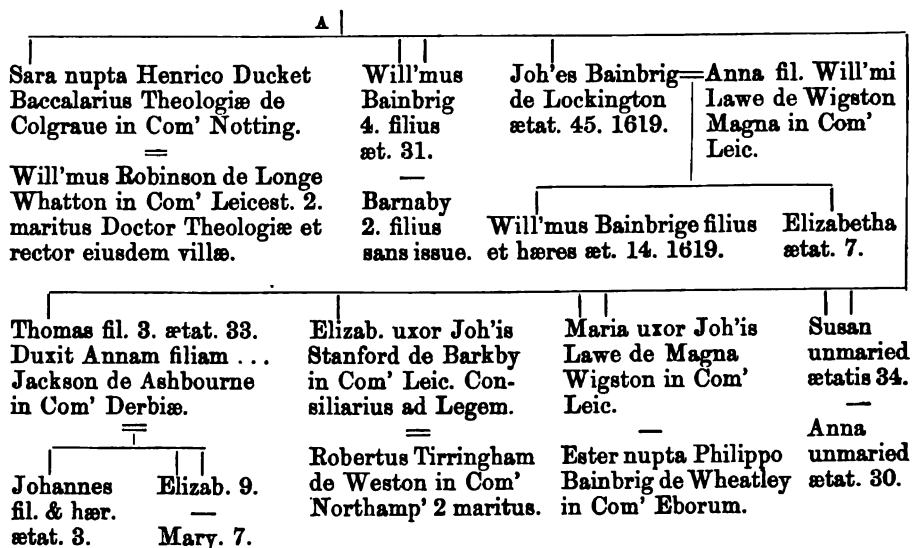 A
Sara nupta Henrico Ducket
Baccalarius Theologiæ de
Colgraue in Com' Notting.
=
Will'mus Robinson de Longe
Whatton in Com' Leicest. 2.
maritus Doctor Theologiæ et
rector eiusdem villæ.
Will'mus
Bainbrig
4. filius
æt. 31.
—
Barnaby
2. filius
sans issue.
Joh'es Bainbrig=Anna fil. Will'mi
de Lockington Lawe de Wigston
ætat. 45. 1619. Magna in Com'
Leic.
Will'mus Bainbrige filius
et hæres æt. 14. 1619.
Elizabetha
ætat. 7.
Thomas fil. 3. ætat. 33.
Duxit Annam filiam ...
Jackson de Ashbourne
in Com' Derbiæ.
=
Johannes
fil. & hær.
ætat. 3.
Elizab. 9.
—
Mary. 7.
Elizab. uxor Joh'is
Stanford de Barkby
in Com' Leic. Con-
siliarius ad Legem.
=
Robertus Tirringham
de Weston in Com'
Northamp' 2 maritus.
Maria uxor Joh'is
Lawe de Magna
Wigston in Com'
Leic.
—
Ester nupta Philippo
Bainbrig de Wheatley
in Com' Eborum.
Susan
unmaried
ætatis 34.
—
Anna
unmaried
ætat. 30.